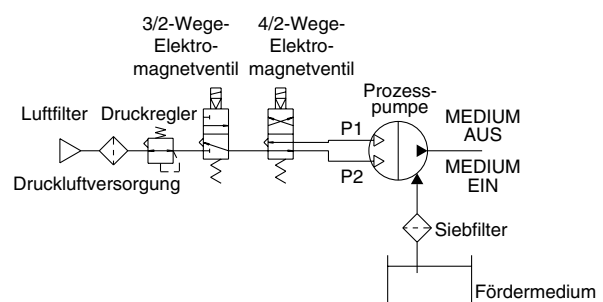 3/2-Wege-
Elektro-
magnetventil
4/2-Wege-
Elektro-
magnetventil
Prozess-
pumpe
Luftfilter
Druckregler
P1
MEDIUM
AUS
Druckluftversorgung
P2
MEDIUM
EIN
Siebfilter
Fördermedium